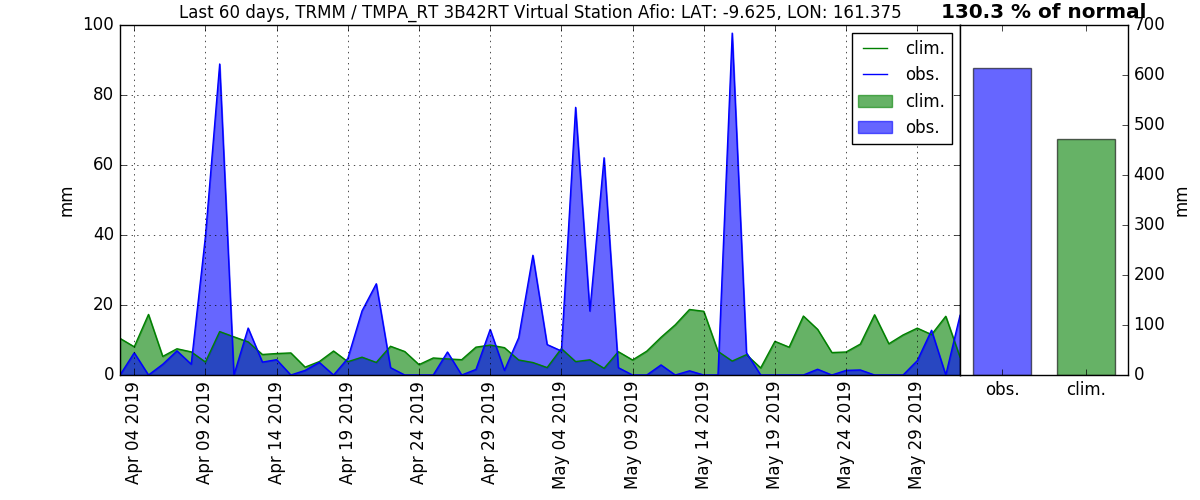 Last 60 days, TRMM / TMPA_RT 3B42RT Virtual Station Afio: LAT: -9.625, LON: 161.375
130.3 % of normal
100
80
60
40
20
0
mm
clim.
obs.
clim.
obs.
700
600
500
400
300
200
100
0
mm
Apr 04 2019
Apr 09 2019
Apr 14 2019
Apr 19 2019
Apr 24 2019
Apr 29 2019
May 04 2019
May 09 2019
May 14 2019
May 19 2019
May 24 2019
May 29 2019
obs.
clim.